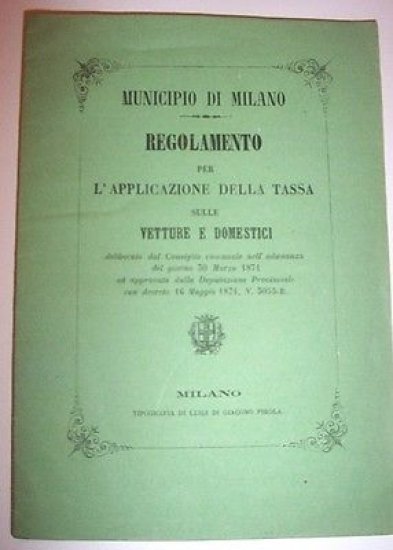 MUNICIPIO DI MILANO
REGOLAMENTO
PER
L'APPLICAZIONE DELLA TASSA
SULLE
VETTURE E DOMESTICI
deliberato dal Consiglio comunale nell'adunanza
del giorno 30 Marzo 1871
ed approvato dalla Deputazione Provinciale
con decreto 16 Maggio 1871, N. 5055-E.
MILANO
TIPOGRAFIA DI LUIGI DI GIACOMO PIROLA